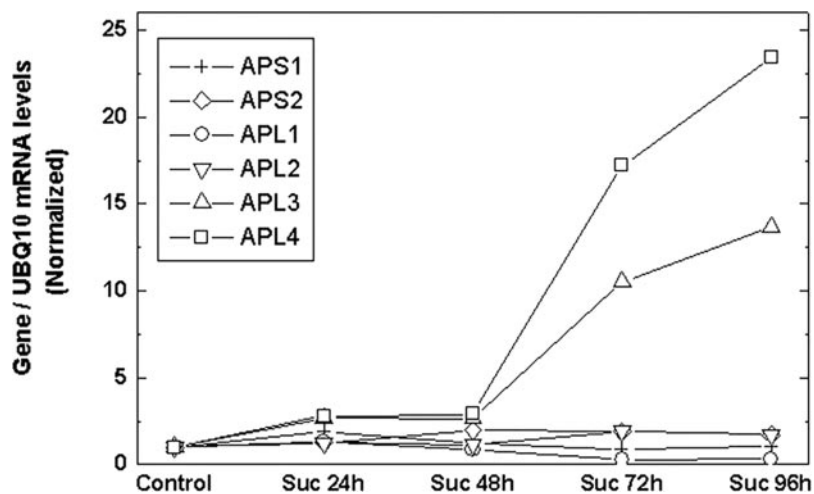 Gene / UBQ10 mRNA levels
(Normalized)
25
20
15
10
5
0
APS1
APS2
APL1
APL2
APL3
APL4
Control Suc 24h Suc 48h Suc 72h Suc 96h